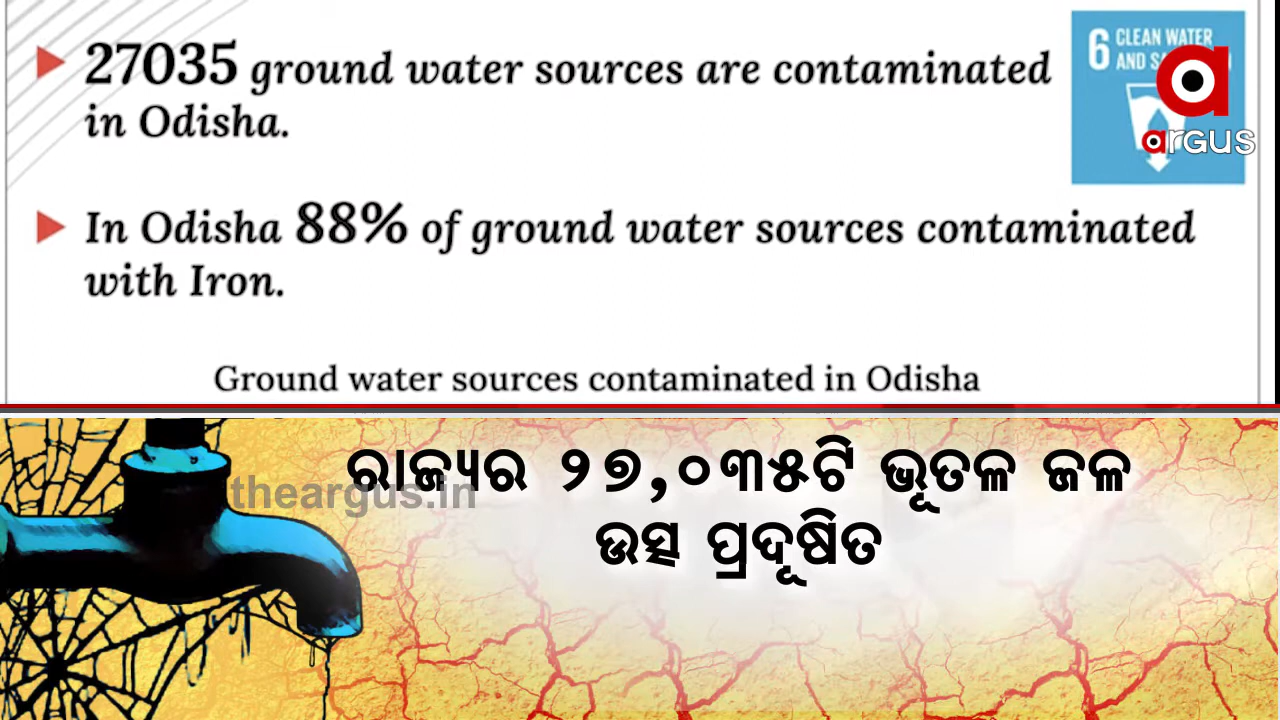 27035 ground water sources are contaminated
in Odisha.
6 CLEAN WATER
AND
argus
In Odisha 88% of ground water sources contaminated
with Iron.
Ground water sources contaminated in Odisha
ରାଜ୍ୟର ୨୭,୦୩୫ଟି ଭୂତଳ ଜଳ
theargus.in
ଉତ୍ସ ପ୍ରଦୂଷିତ